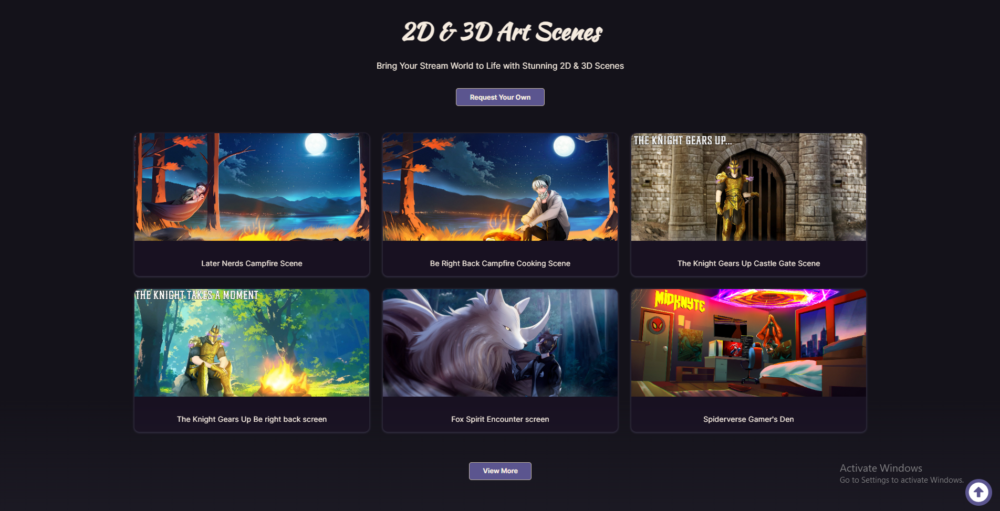 2D & 3D Art Scenes
Bring Your Stream World to Life with Stunning 2D & 3D Scenes
Request Your Own
THE KNIGHT GEARS UP...
Later Nerds Campfire Scene
Be Right Back Campfire Cooking Scene
The Knight Gears Up Castle Gate Scene
THE KNIGHT TAKES A MOMENT
MIDKNYTE
The Knight Gears Up Be right back screen
Fox Spirit Encounter screen
Spiderverse Gamer's Den
View More
Activate Windows
Go to Settings to activate Windows.